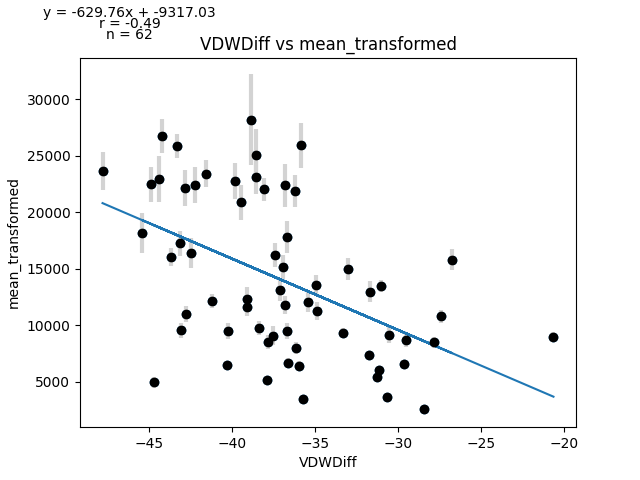 y = -629.76x + -9317.03
r = -0.49
n = 62
VDWDiff vs mean_transformed
mean_transformed
30000
25000
20000
15000
10000
5000
−45 −40 −35 −30 −25 −20
VDWDiff